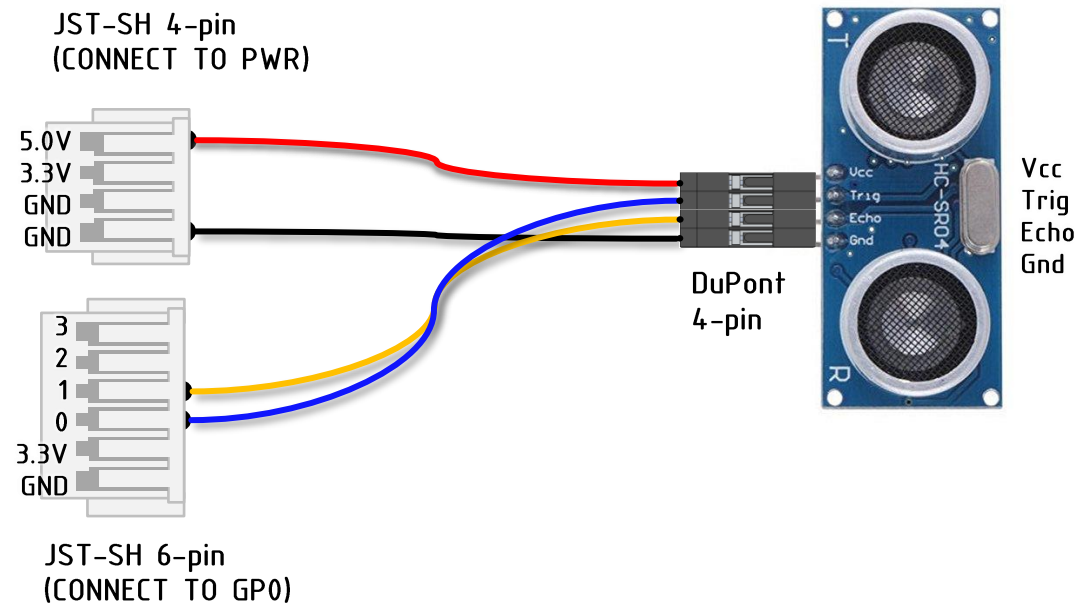 JST-SH 4-pin
(CONNECT TO PWR)
5.0V
3.3V
GND
GND
JST-SH 6-pin
(CONNECT TO GP0)
3
2
1
0
3.3V
GND
DuPont
4-pin
T
Vcc
Trig
Echo
Gnd
HC-SR04
R
Vcc
Trig
Echo
Gnd